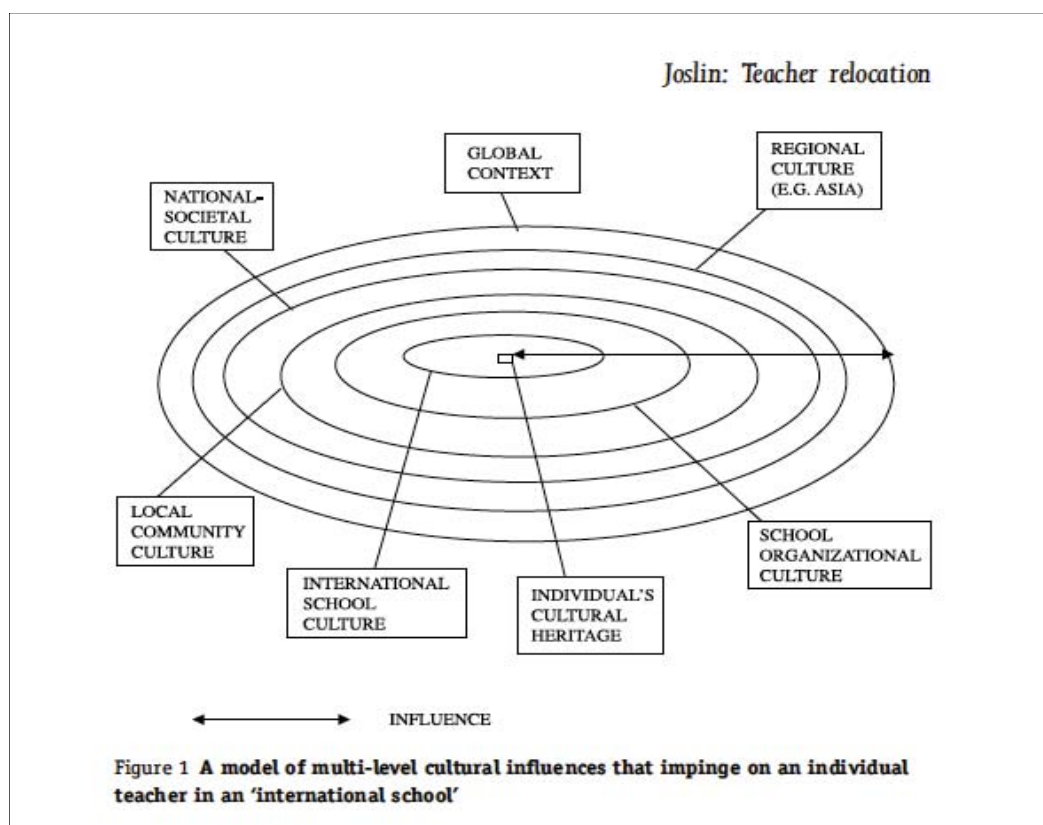 Joslin: Teacher relocation
GLOBAL
CONTEXT
REGIONAL
CULTURE
(E.G. ASIA)
NATIONAL-
SOCIETAL
CULTURE
LOCAL
COMMUNITY
CULTURE
INTERNATIONAL
SCHOOL
CULTURE
INDIVIDUAL'S
CULTURAL
HERITAGE
SCHOOL
ORGANIZATIONAL
CULTURE
INFLUENCE
Figure 1 A model of multi-level cultural influences that impinge on an individual
teacher in an ‘international school’